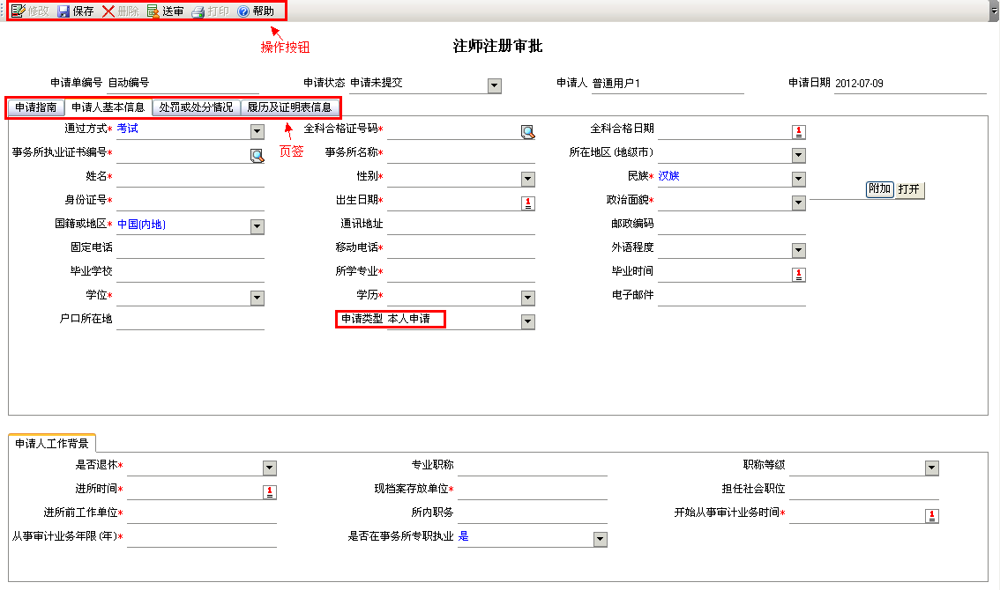 修改 保存 删除 送审 打印 帮助
操作按钮
注师注册审批
申请单编号 自动编号 申请状态 申请未提交 申请人 普通用户1 申请日期 2012-07-09
申请指南 申请人基本信息 处罚或处分情况 履历及证明表信息
页签
通过方式* 考试 全科合格证号码* 全科合格日期
事务所执业证书编号* 事务所名称* 所在地区(地级市)
姓名* 性别* 民族* 汉族
身份证号* 出生日期* 政治面貌* 附加 打开
国籍或地区* 中国(内地) 通讯地址 邮政编码
固定电话 移动电话* 外语程度
毕业学校 所学专业* 毕业时间
学位* 学历* 电子邮件
户口所在地 申请类型 本人申请
申请人工作背景
是否退休* 专业职称 职称等级
进所时间* 现档案存放单位* 担任社会职位
进所前工作单位* 所内职务 开始从事审计业务时间*
从事审计业务年限(年)* 是否在事务所专职执业 是